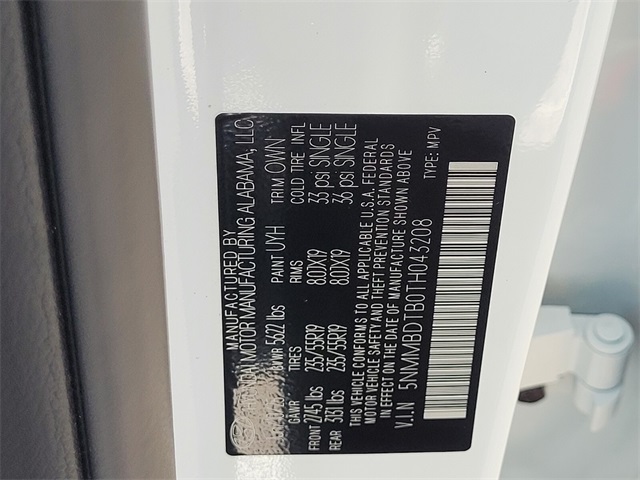 MANUFACTURED BY
HYUNDAI MOTOR MANUFACTURING ALABAMA, LLC
GVWR 5622 lbs PAINT UYH TRIM OWN
GAWR TIRES RIMS COLD TIRE INFL
FRONT 2745 lbs 235/55R19 8.0JX19 33 psi SINGLE
REAR 3131 lbs 235/55R19 8.0JX19 36 psi SINGLE
THIS VEHICLE CONFORMS TO ALL APPLICABLE U.S.A. FEDERAL
MOTOR VEHICLE SAFETY AND THEFT PREVENTION STANDARDS
IN EFFECT ON THE DATE OF MANUFACTURE SHOWN ABOVE
V.I.N 5NMMBDTB0TH043208 TYPE: MPV